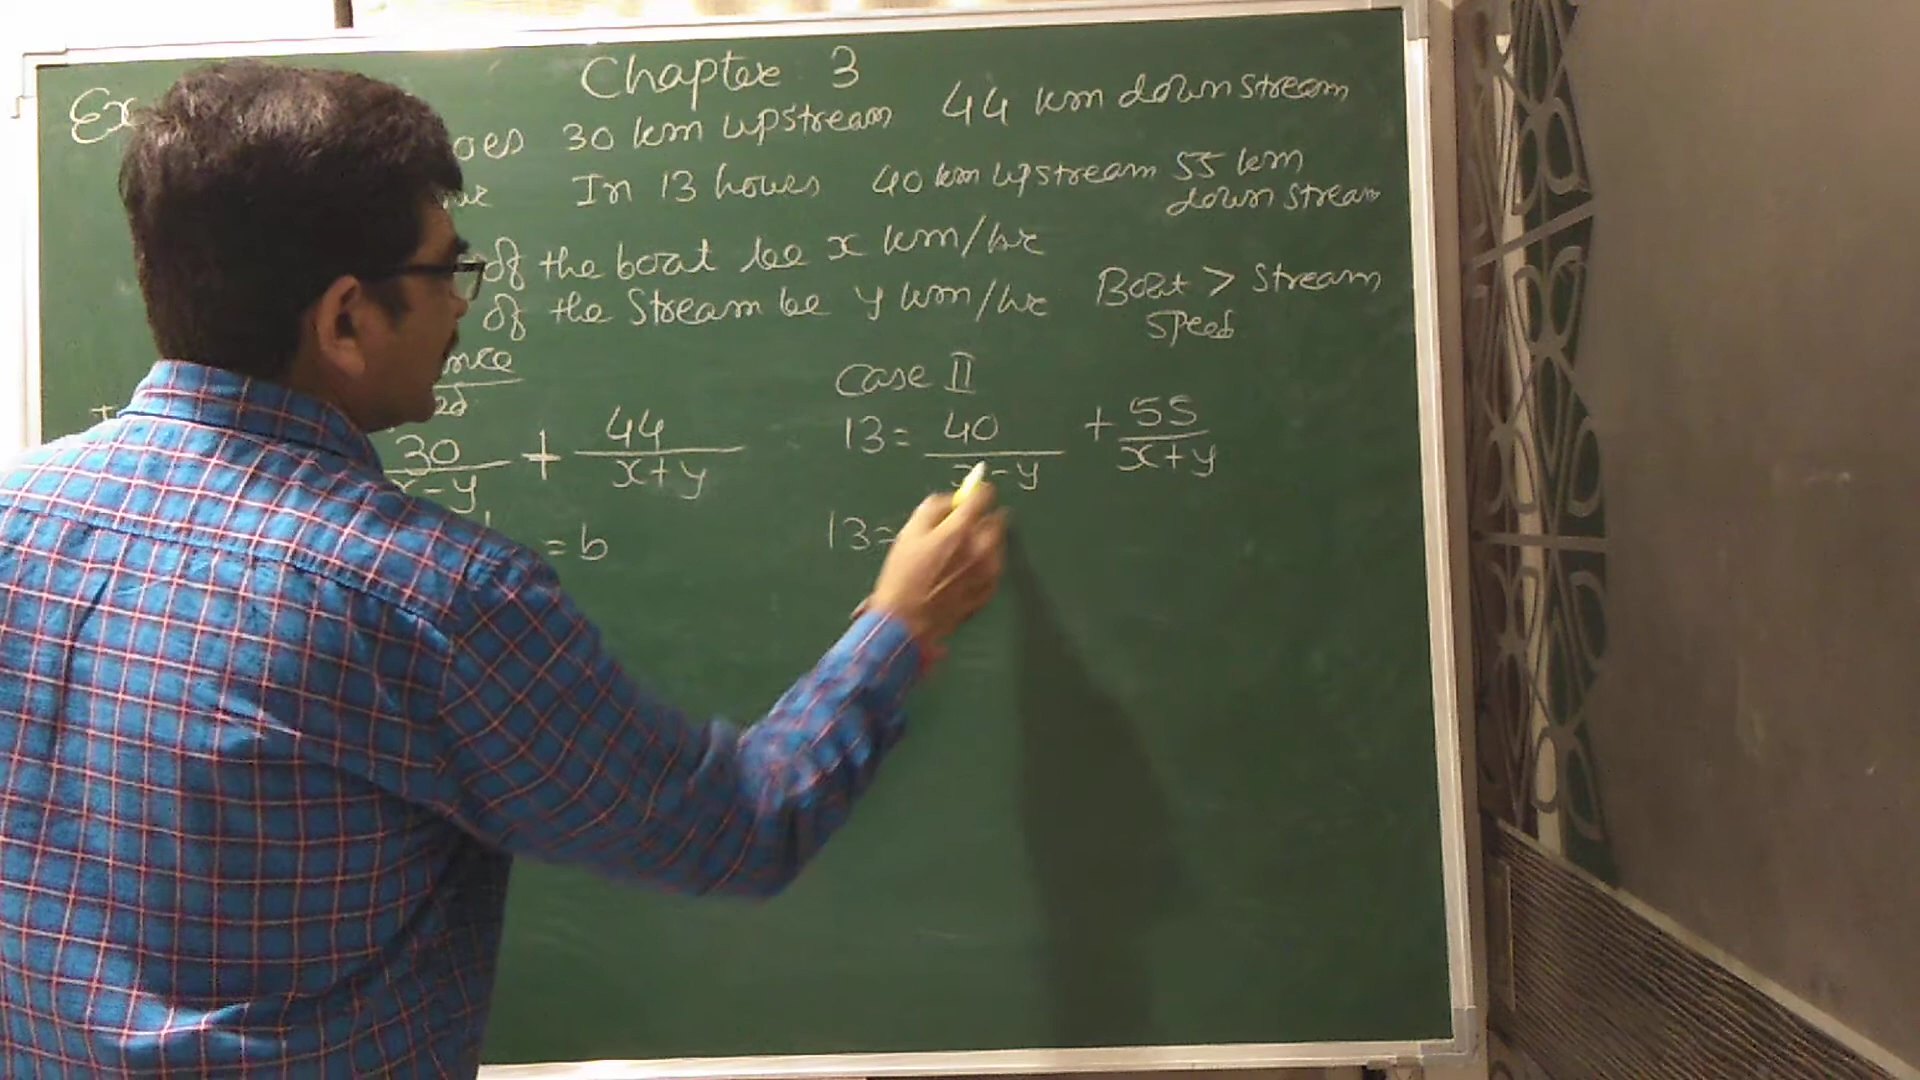 Chapter 3
Ex
oes 30 km upstream 44 km downstream
In 13 hours 40 km upstream 55 km
downstream
of the boat be x km/hr
of the Stream be y km/hr Boat > Stream
Speed
Case II
30 + 44 13 = 40 + 55
x-y x+y x-y x+y
= b 13 =